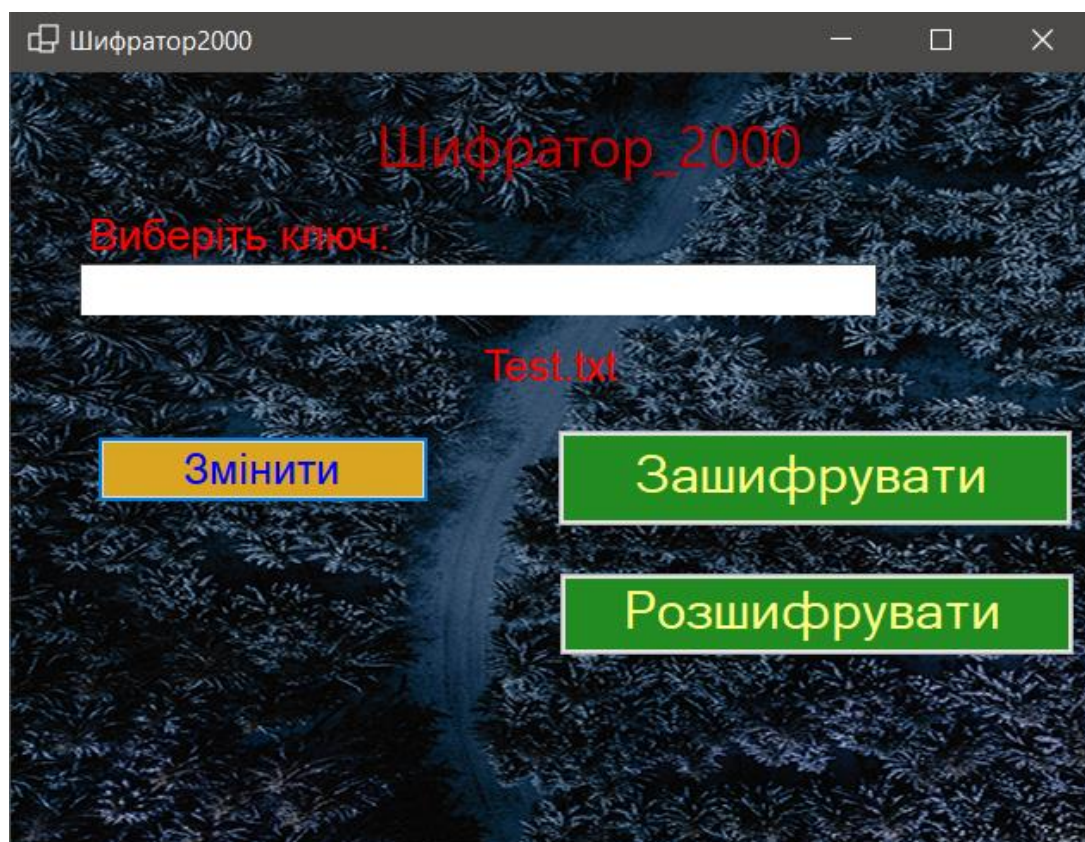 Шифратор2000
Шифратор_2000
Виберіть ключ:
Test.txt
Змінити
Зашифрувати
Розшифрувати